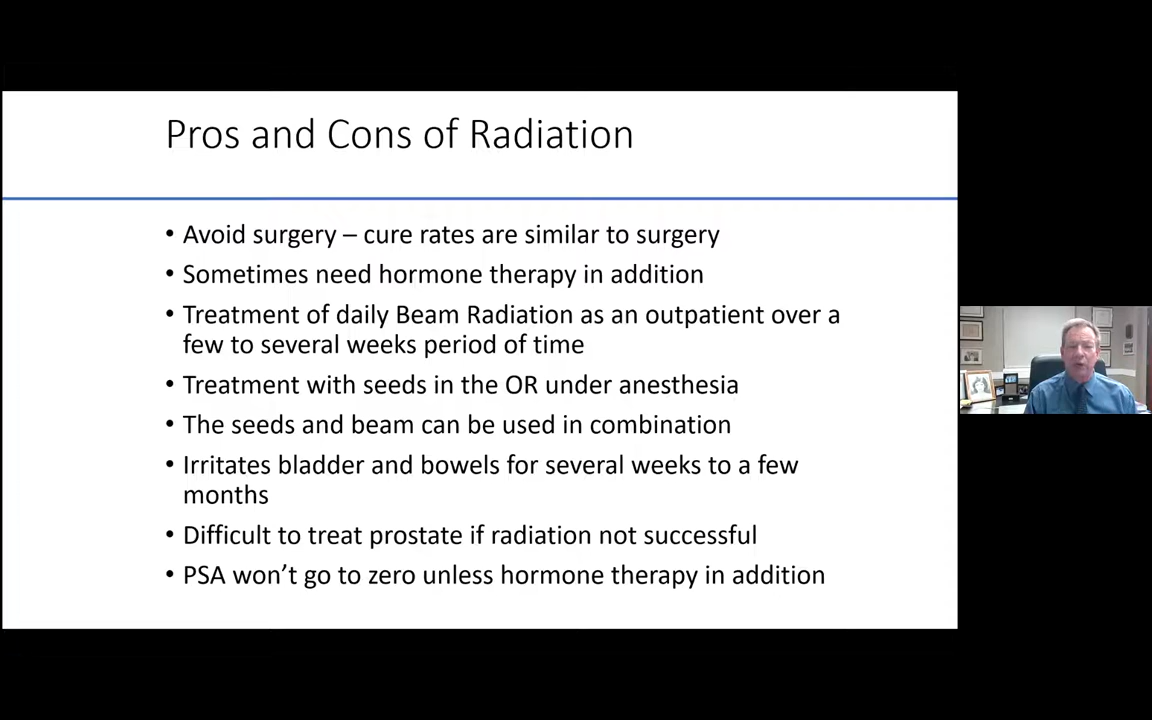 Pros and Cons of Radiation
• Avoid surgery – cure rates are similar to surgery
• Sometimes need hormone therapy in addition
• Treatment of daily Beam Radiation as an outpatient over a
few to several weeks period of time
• Treatment with seeds in the OR under anesthesia
• The seeds and beam can be used in combination
• Irritates bladder and bowels for several weeks to a few
months
• Difficult to treat prostate if radiation not successful
• PSA won’t go to zero unless hormone therapy in addition